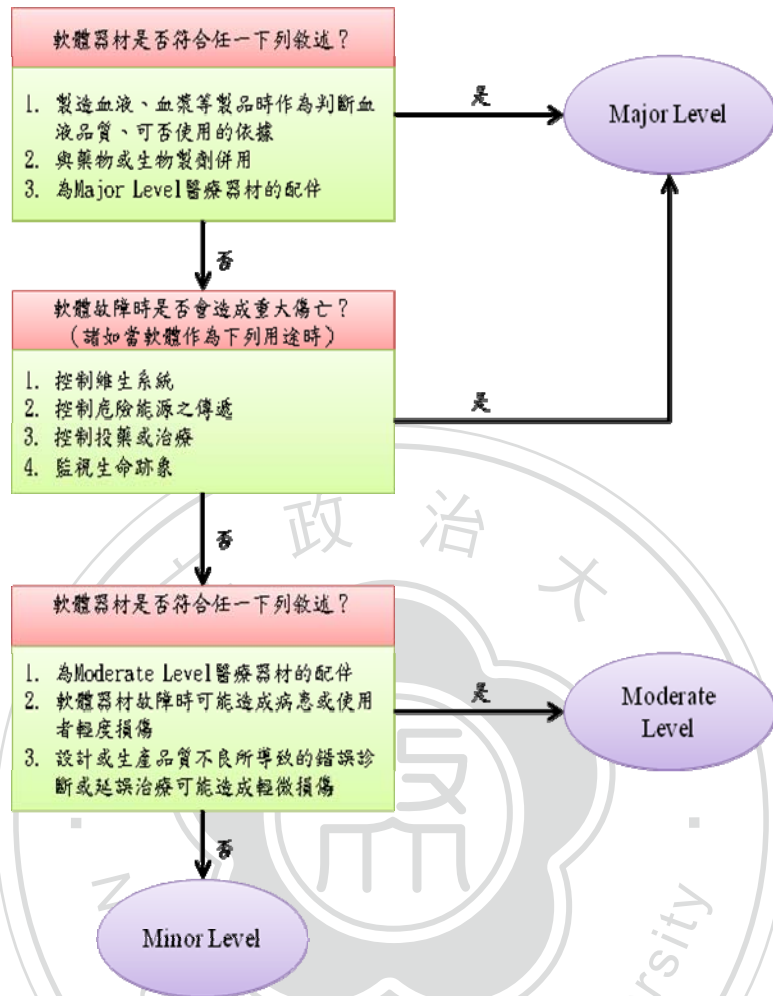 軟體器材是否符合任一下列敘述？
1. 製造血液、血漿等製品時作為判斷血
液品質、可否使用的依據
2. 與藥物或生物製劑併用
3. 為Major Level醫療器材的配件
是
Major Level
否
軟體故障時是否會造成重大傷亡？
（諸如當軟體作為下列用途時）
1. 控制維生系統
2. 控制危險能源之傳遞
3. 控制投藥或治療
4. 監視生命跡象
是
否
政 治 大
軟體器材是否符合任一下列敘述？
1. 為Moderate Level醫療器材的配件
2. 軟體器材故障時可能造成病患或使用
者輕度損傷
3. 設計或生產品質不良所導致的錯誤診
斷或延誤治療可能造成輕微損傷
是
Moderate
Level
否
Minor Level